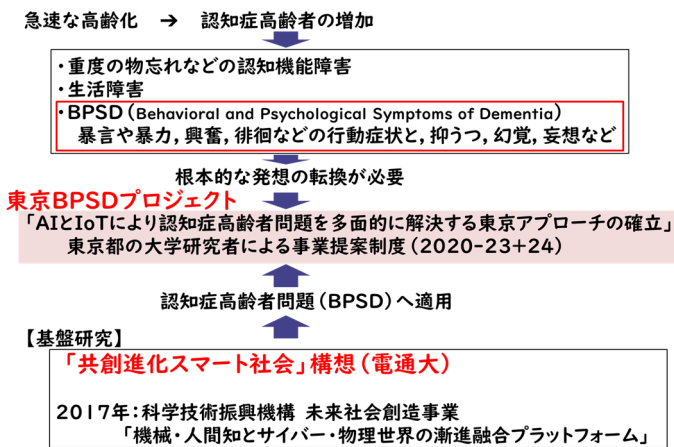 急速な高齢化 → 認知症高齢者の増加
・重度の物忘れなどの認知機能障害
・生活障害
・BPSD(Behavioral and Psychological Symptoms of Dementia)
暴言や暴力,興奮,徘徊などの行動症状と,抑うつ,幻覚,妄想など
根本的な発想の転換が必要
東京BPSDプロジェクト
「AIとIoTにより認知症高齢者問題を多面的に解決する東京アプローチの確立」
東京都の大学研究者による事業提案制度(2020-23+24)
認知症高齢者問題(BPSD)へ適用
【基盤研究】
「共創進化スマート社会」構想(電通大)
2017年:科学技術振興機構 未来社会創造事業
「機械・人間知とサイバー・物理世界の漸進融合プラットフォーム」